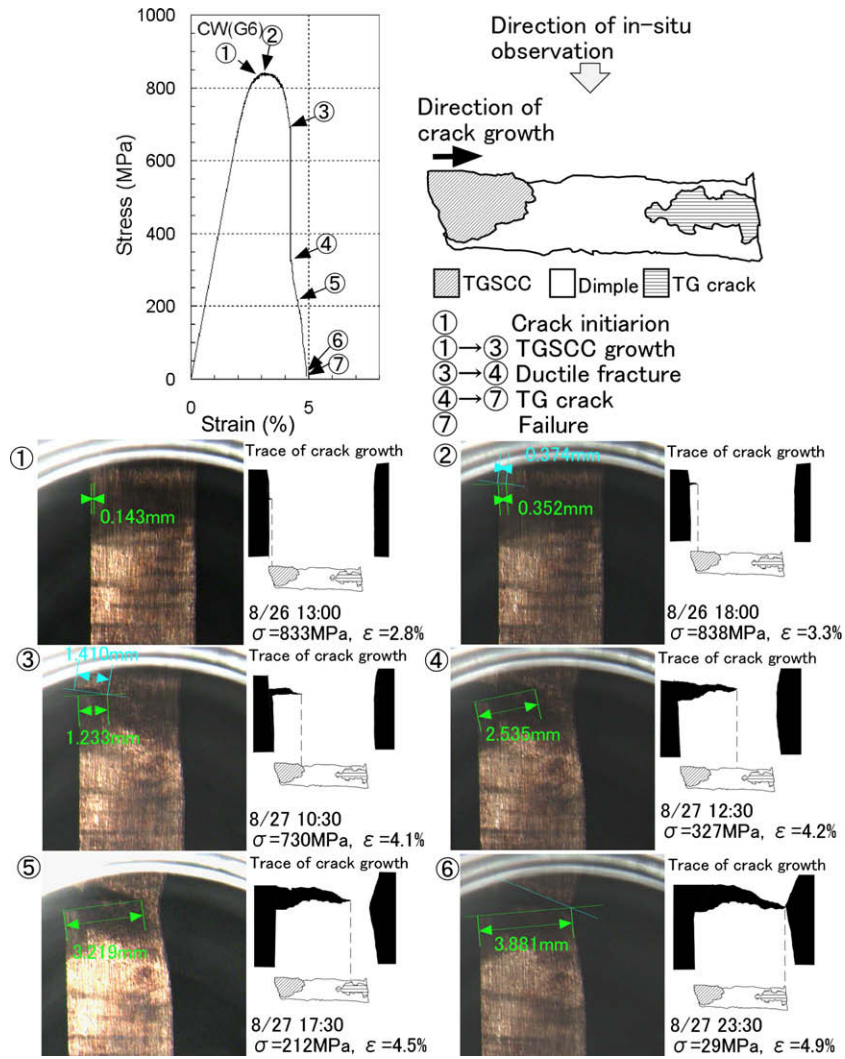 1000
800
600
400
200
0
Stress (MPa)
CW(G6)
①
②
③
④
⑤
⑥
⑦
5
Strain (%)
Direction of in-situ
observation
Direction of
crack growth
TGSCC
Dimple
TG crack
① Crack initiarion
①→③ TGSCC growth
③→④ Ductile fracture
④→⑦ TG crack
⑦ Failure
①
0.143mm
Trace of crack growth
8/26 13:00
σ=833MPa, ε=2.8%
②
0.374mm
0.352mm
Trace of crack growth
8/26 18:00
σ=838MPa, ε=3.3%
③
1.410mm
1.233mm
Trace of crack growth
8/27 10:30
σ=730MPa, ε=4.1%
④
2.535mm
Trace of crack growth
8/27 12:30
σ=327MPa, ε=4.2%
⑤
3.219mm
Trace of crack growth
8/27 17:30
σ=212MPa, ε=4.5%
⑥
3.881mm
Trace of crack growth
8/27 23:30
σ=29MPa, ε=4.9%